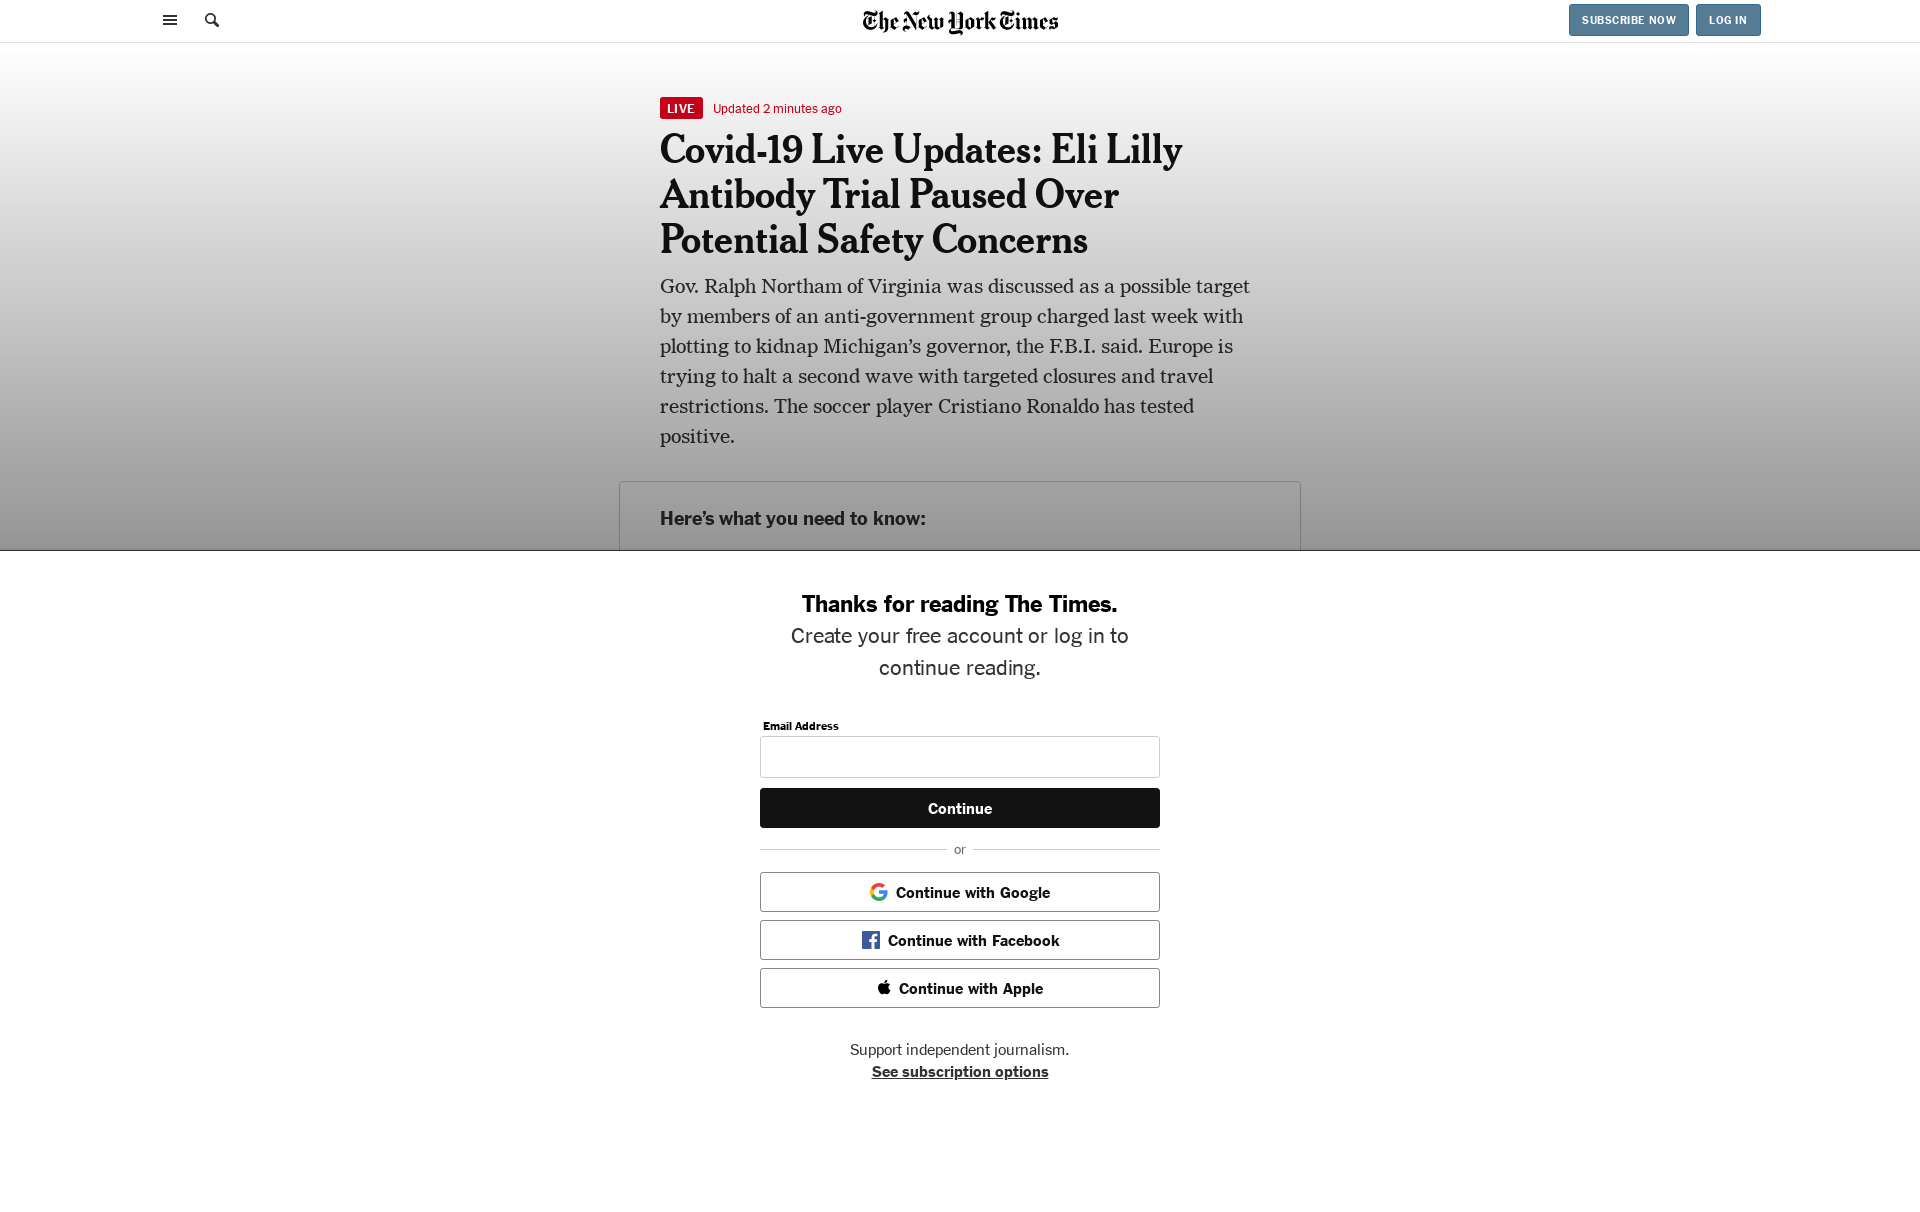 The New York Times
SUBSCRIBE NOW
LOG IN
LIVE
Updated 2 minutes ago
Covid-19 Live Updates: Eli Lilly
Antibody Trial Paused Over
Potential Safety Concerns
Gov. Ralph Northam of Virginia was discussed as a possible target
by members of an anti-government group charged last week with
plotting to kidnap Michigan’s governor, the F.B.I. said. Europe is
trying to halt a second wave with targeted closures and travel
restrictions. The soccer player Cristiano Ronaldo has tested
positive.
Here’s what you need to know:
Thanks for reading The Times.
Create your free account or log in to
continue reading.
Email Address
Continue
or
Continue with Google
Continue with Facebook
Continue with Apple
Support independent journalism.
See subscription options